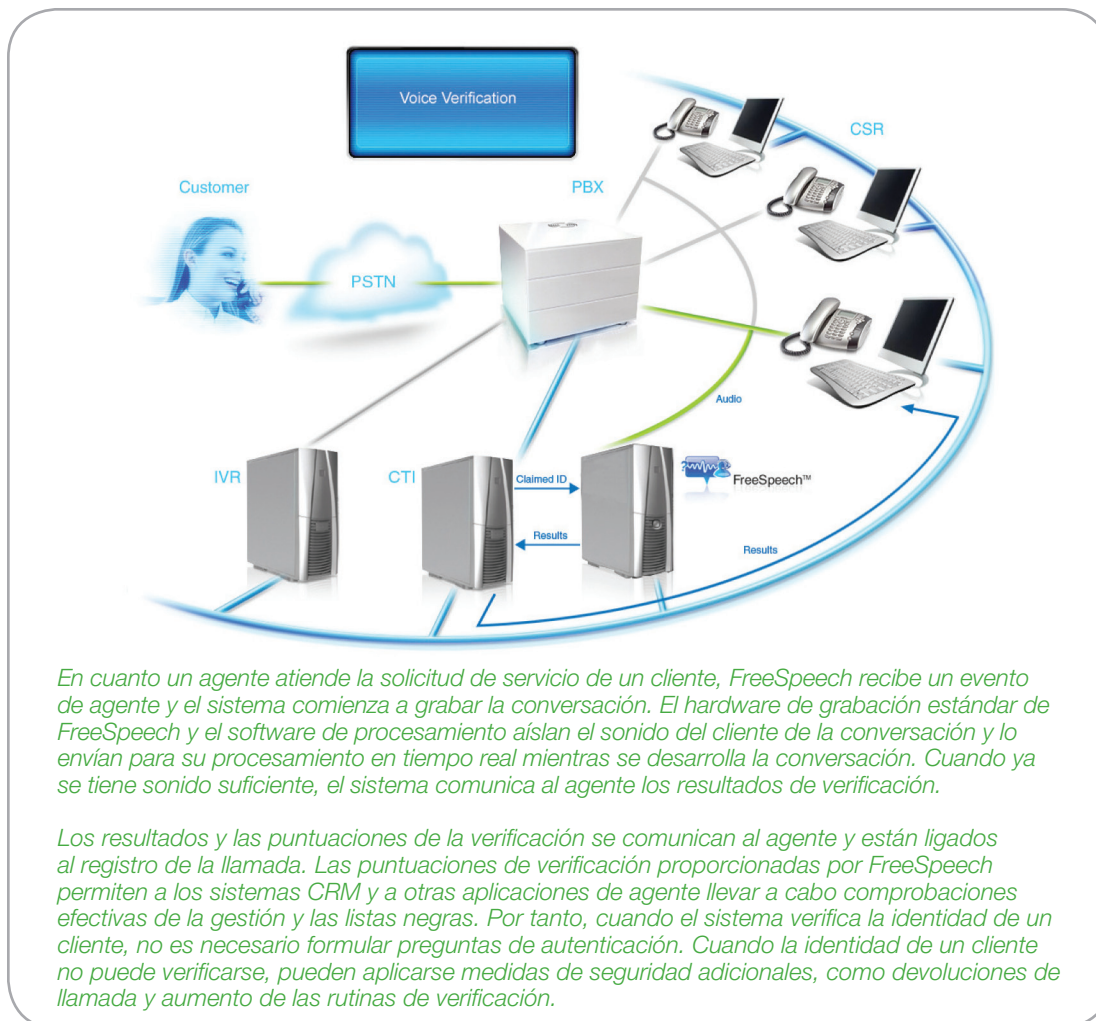 Voice Verification
CSR
Customer
PBX
PSTN
Audio
IVR
CTI
Claimed ID
FreeSpeech™
Results
Results
En cuanto un agente atiende la solicitud de servicio de un cliente, FreeSpeech recibe un evento
de agente y el sistema comienza a grabar la conversación. El hardware de grabación estándar de
FreeSpeech y el software de procesamiento aíslan el sonido del cliente de la conversación y lo
envían para su procesamiento en tiempo real mientras se desarrolla la conversación. Cuando ya
se tiene sonido suficiente, el sistema comunica al agente los resultados de verificación.
Los resultados y las puntuaciones de la verificación se comunican al agente y están ligados
al registro de la llamada. Las puntuaciones de verificación proporcionadas por FreeSpeech
permiten a los sistemas CRM y a otras aplicaciones de agente llevar a cabo comprobaciones
efectivas de la gestión y las listas negras. Por tanto, cuando el sistema verifica la identidad de un
cliente, no es necesario formular preguntas de autenticación. Cuando la identidad de un cliente
no puede verificarse, pueden aplicarse medidas de seguridad adicionales, como devoluciones de
llamada y aumento de las rutinas de verificación.